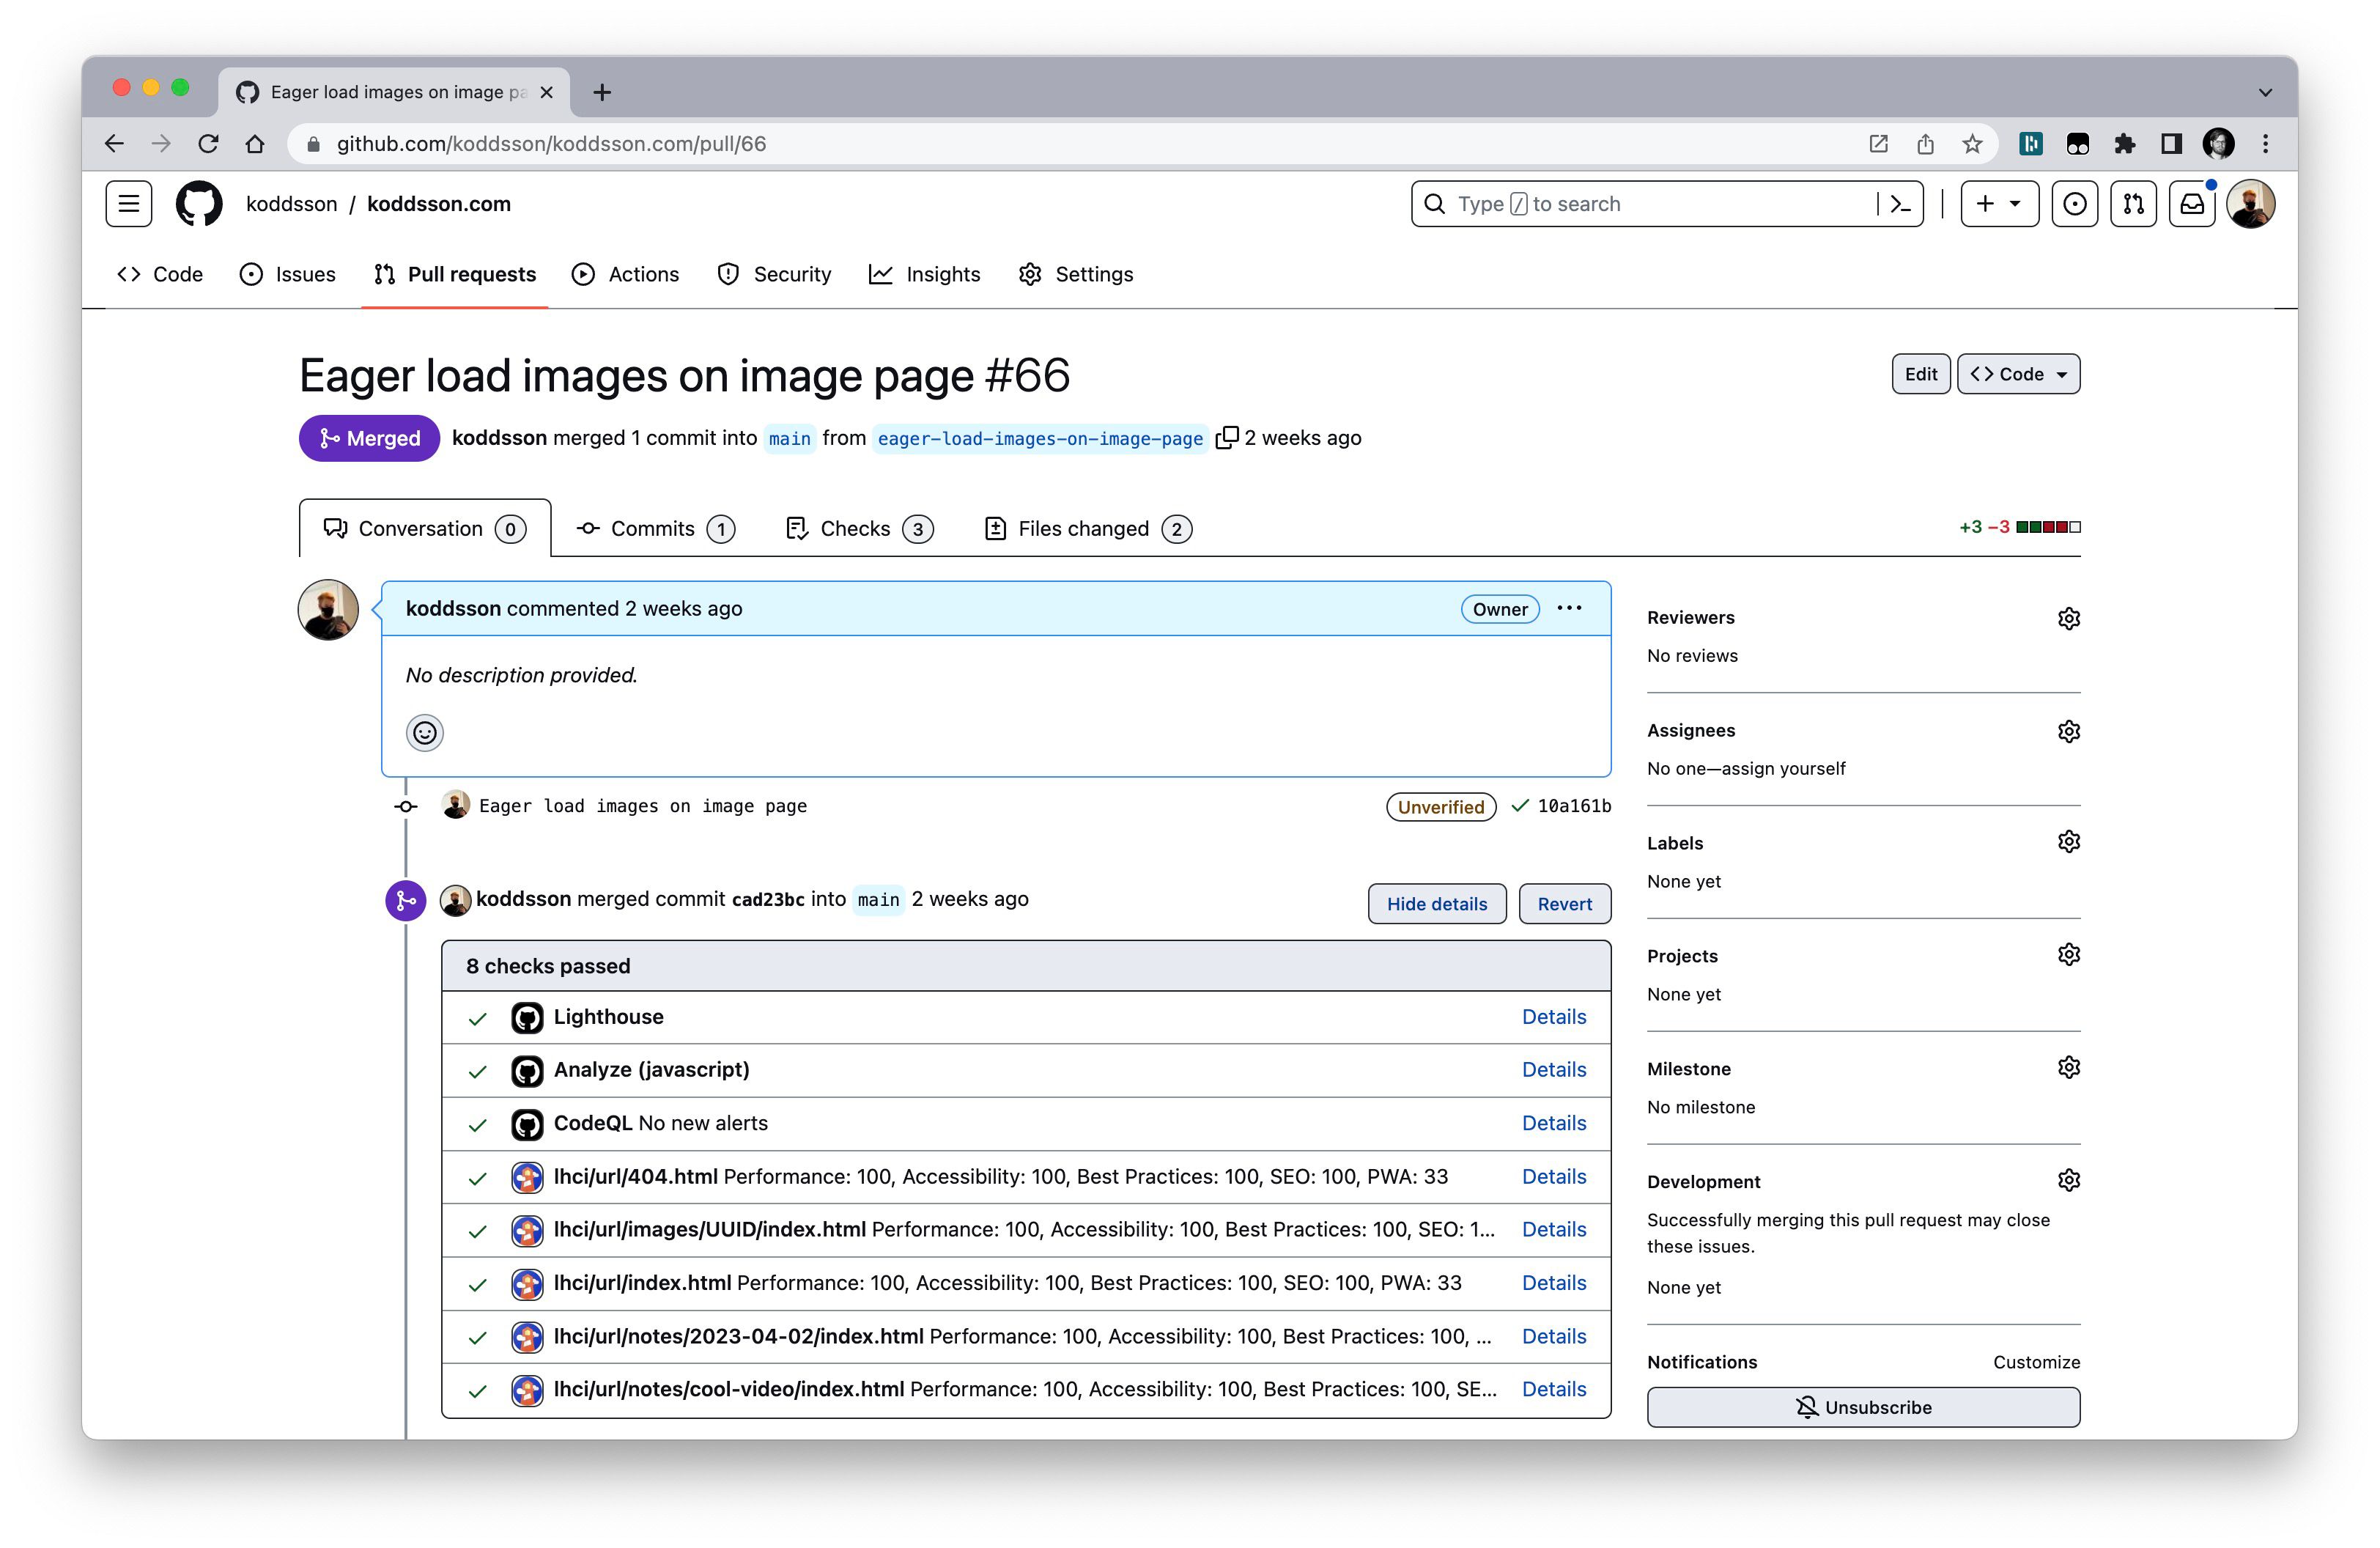 Eager load images on image pa
github.com/koddsson/koddsson.com/pull/66
koddsson / koddsson.com
Type / to search
Code
Issues
Pull requests
Actions
Security
Insights
Settings
Eager load images on image page #66
Edit
Code
Merged
koddsson merged 1 commit into main from eager-load-images-on-image-page 2 weeks ago
Conversation 0
Commits 1
Checks 3
Files changed 2
+3 −3
koddsson commented 2 weeks ago
Owner
No description provided.
Eager load images on image page
Unverified
10a161b
koddsson merged commit cad23bc into main 2 weeks ago
Hide details
Revert
8 checks passed
Lighthouse Details
Analyze (javascript) Details
CodeQL No new alerts Details
lhci/url/404.html Performance: 100, Accessibility: 100, Best Practices: 100, SEO: 100, PWA: 33 Details
lhci/url/images/UUID/index.html Performance: 100, Accessibility: 100, Best Practices: 100, SEO: 1... Details
lhci/url/index.html Performance: 100, Accessibility: 100, Best Practices: 100, SEO: 100, PWA: 33 Details
lhci/url/notes/2023-04-02/index.html Performance: 100, Accessibility: 100, Best Practices: 100, ... Details
lhci/url/notes/cool-video/index.html Performance: 100, Accessibility: 100, Best Practices: 100, SE... Details
Reviewers
No reviews
Assignees
No one—assign yourself
Labels
None yet
Projects
None yet
Milestone
No milestone
Development
Successfully merging this pull request may close
these issues.
None yet
Notifications
Customize
Unsubscribe